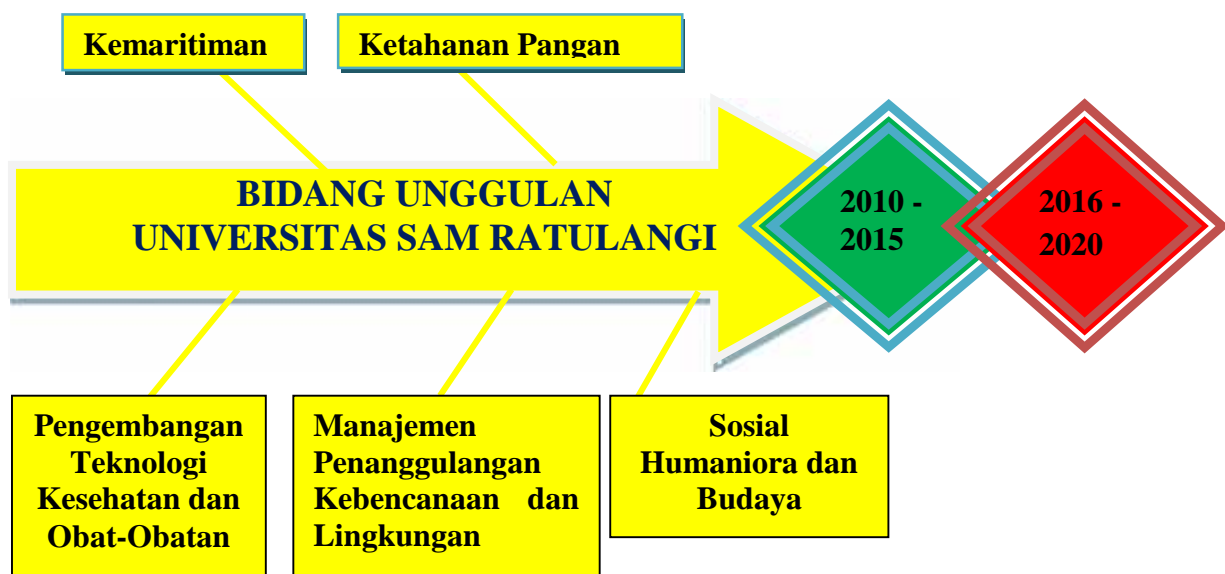 Kemaritiman
Ketahanan Pangan
BIDANG UNGGULAN
UNIVERSITAS SAM RATULANGI
2010 -
2015
2016 -
2020
Pengembangan
Teknologi
Kesehatan dan
Obat-Obatan
Manajemen
Penanggulangan
Kebencanaan dan
Lingkungan
Sosial
Humaniora dan
Budaya